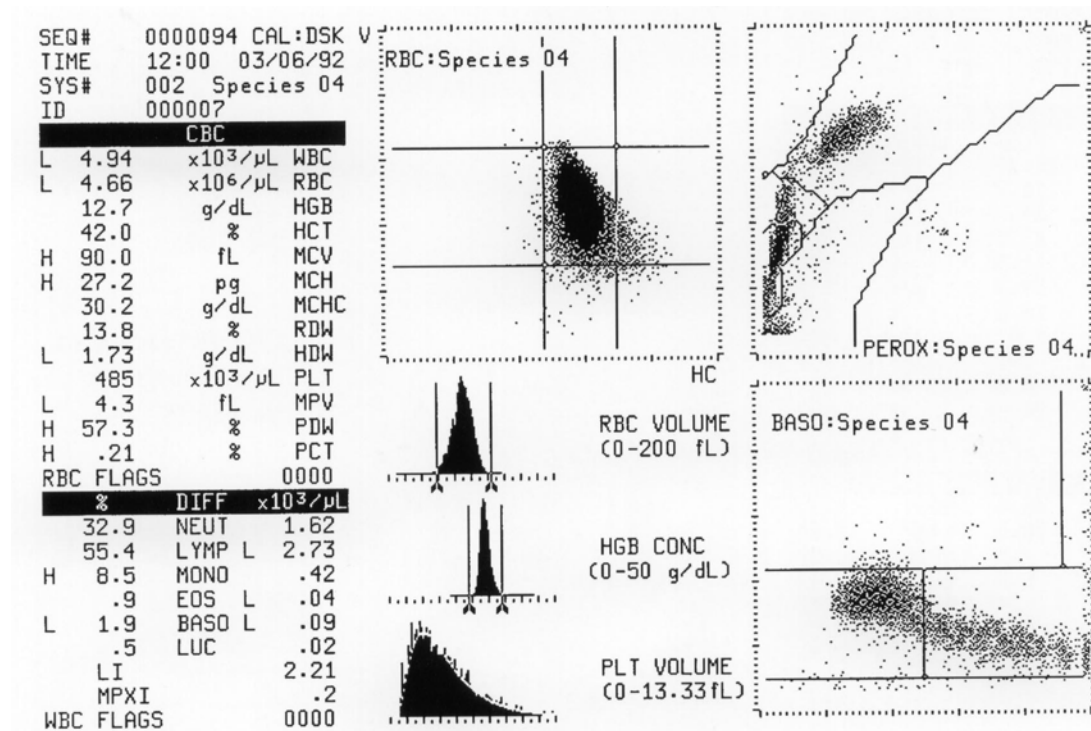 SEQ# 0000094 CAL:DSK V
TIME 12:00 03/06/92
SYS# 002 Species 04
ID 000007
CBC
L 4.94 x10³/µL WBC
L 4.66 x10⁶/µL RBC
12.7 g/dL HGB
42.0 % HCT
H 90.0 fL MCV
H 27.2 pg MCH
30.2 g/dL MCHC
13.8 % RDW
L 1.73 g/dL HDW
485 x10³/µL PLT
L 4.3 fL MPV
H 57.3 % PDW
H .21 % PCT
RBC FLAGS 0000
% DIFF x10³/µL
32.9 NEUT 1.62
55.4 LYMP L 2.73
H 8.5 MONO .42
.9 EOS L .04
L 1.9 BASO L .09
.5 LUC .02
LI 2.21
MPXI .2
WBC FLAGS 0000
RBC:Species 04
HC
RBC VOLUME
(0-200 fL)
HGB CONC
(0-50 g/dL)
PLT VOLUME
(0-13.33fL)
PEROX:Species 04
BASO:Species 04